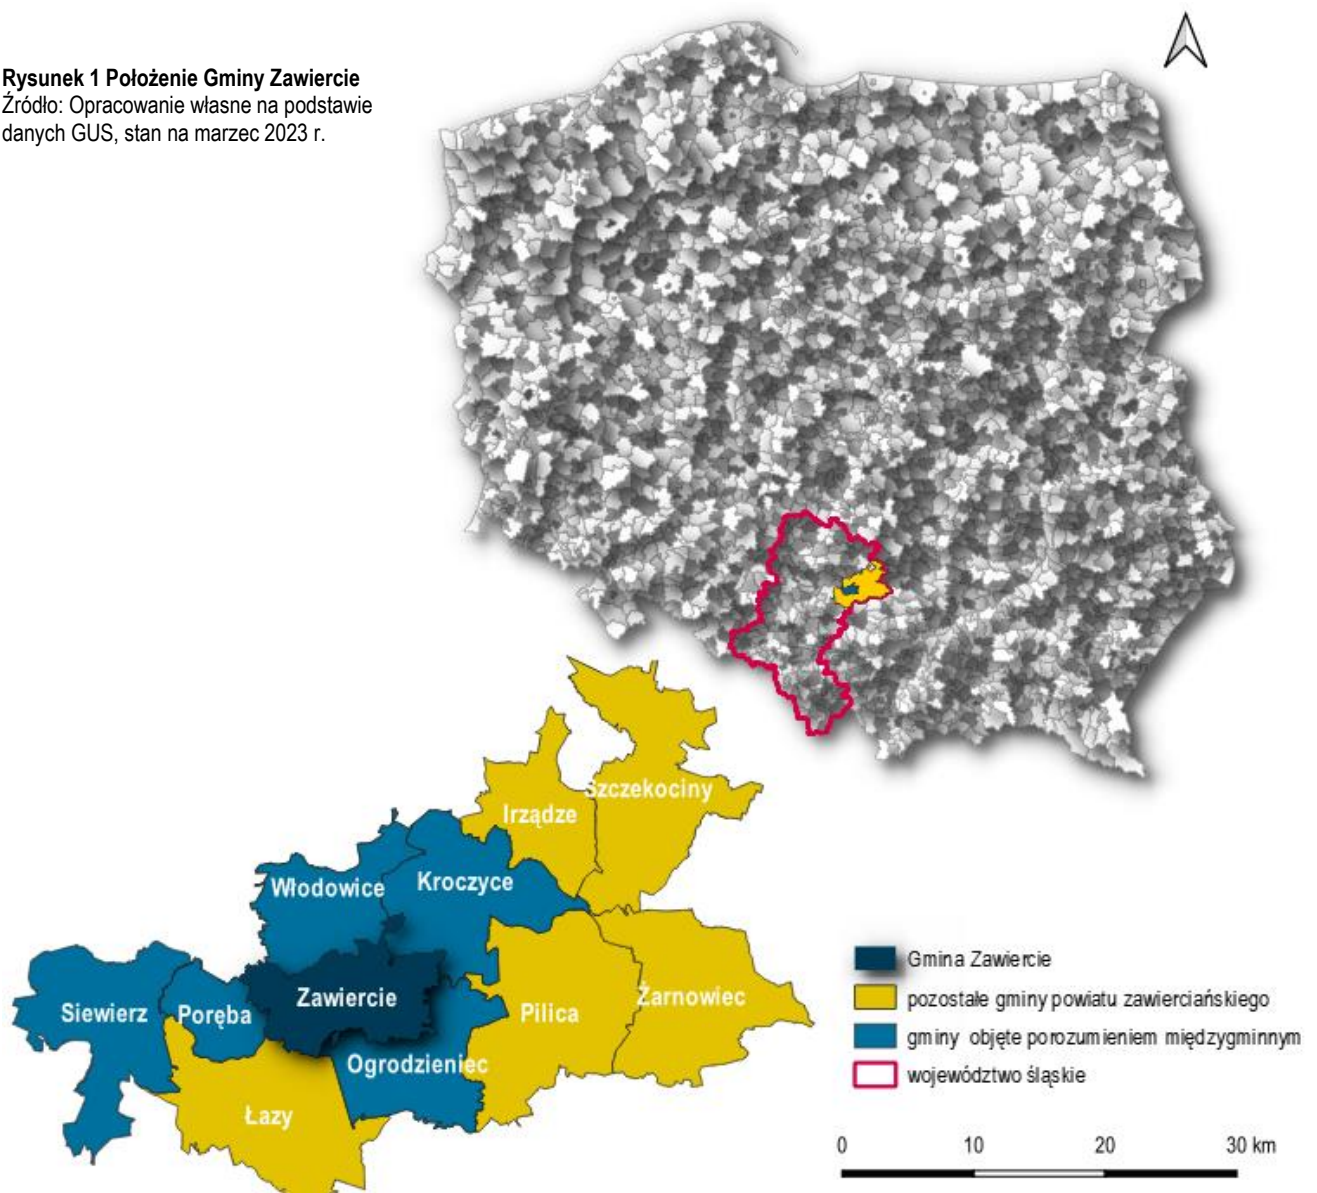 Rysunek 1 Położenie Gminy Zawiercie
Źródło: Opracowanie własne na podstawie
danych GUS, stan na marzec 2023 r.
Szczekociny
Irządze
Kroczyce
Włodowice
Zawiercie
Siewierz
Poręba
Pilica
Żarnowiec
Ogrodzieniec
Łazy
Gmina Zawiercie
pozostałe gminy powiatu zawierciańskiego
gminy objęte porozumieniem międzygminnym
województwo śląskie
0 10 20 30 km